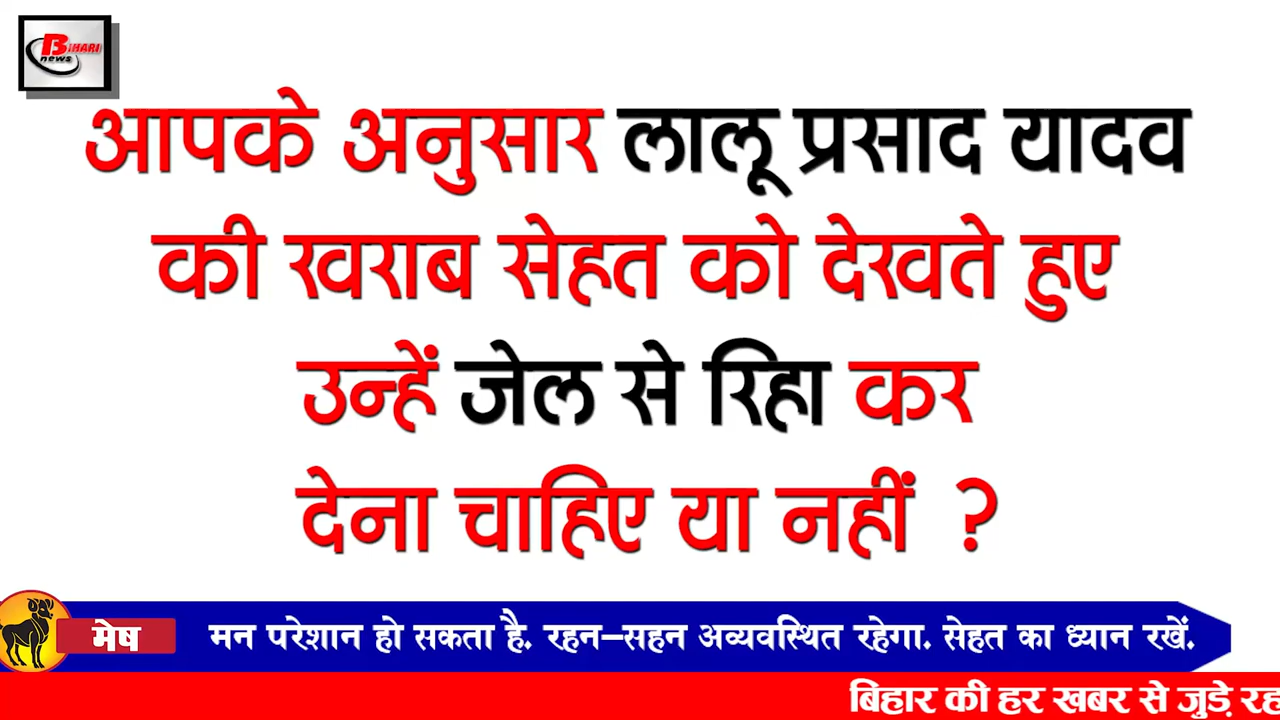 BIHARI
news
आपके अनुसार लालू प्रसाद यादव
की खराब सेहत को देखते हुए
उन्हें जेल से रिहा कर
देना चाहिए या नहीं ?
मेष
मन परेशान हो सकता है. रहन-सहन अव्यवस्थित रहेगा. सेहत का ध्यान रखें.
बिहार की हर खबर से जुड़े रह